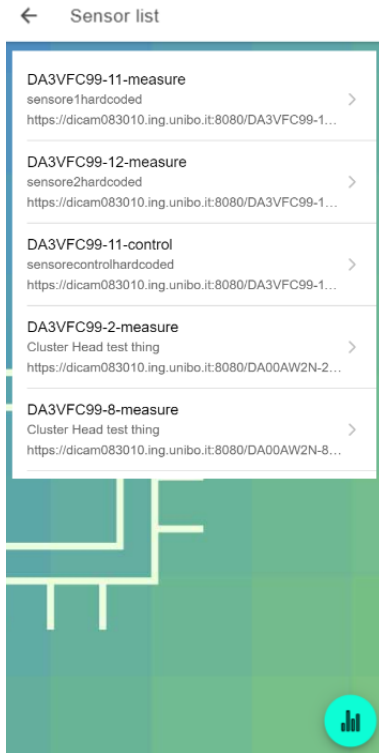 Sensor list
DA3VFC99-11-measure
sensore1hardcoded
https://dicam083010.ing.unibo.it:8080/DA3VFC99-1...
DA3VFC99-12-measure
sensore2hardcoded
https://dicam083010.ing.unibo.it:8080/DA3VFC99-1...
DA3VFC99-11-control
sensorecontrolhardcoded
https://dicam083010.ing.unibo.it:8080/DA3VFC99-1...
DA3VFC99-2-measure
Cluster Head test thing
https://dicam083010.ing.unibo.it:8080/DA00AW2N-2...
DA3VFC99-8-measure
Cluster Head test thing
https://dicam083010.ing.unibo.it:8080/DA00AW2N-8...